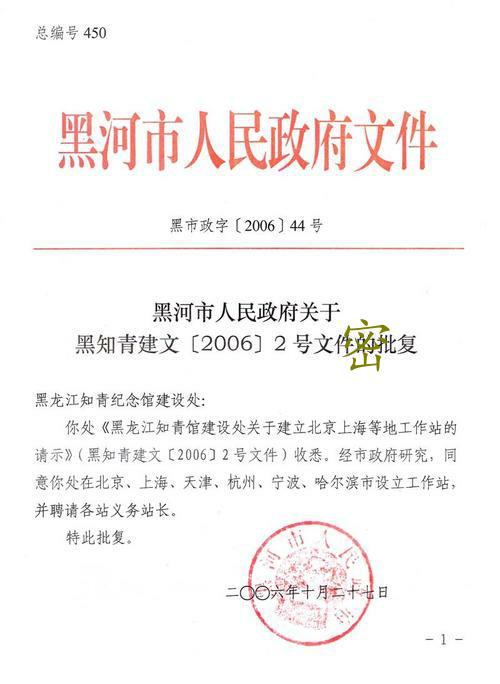 总编号 450
黑河市人民政府文件
黑市政字〔2006〕44 号
黑河市人民政府关于
黑知青建文〔2006〕2 号文件的批复
密
黑龙江知青纪念馆建设处：
你处《黑龙江知青馆建设处关于建立北京上海等地工作站的
请示》（黑知青建文〔2006〕2 号文件）收悉。经市政府研究，同
意你处在北京、上海、天津、杭州、宁波、哈尔滨市设立工作站，
并聘请各站义务站长。
特此批复。
黑河市人民政府
二〇〇六年十月二十七日
- 1 -